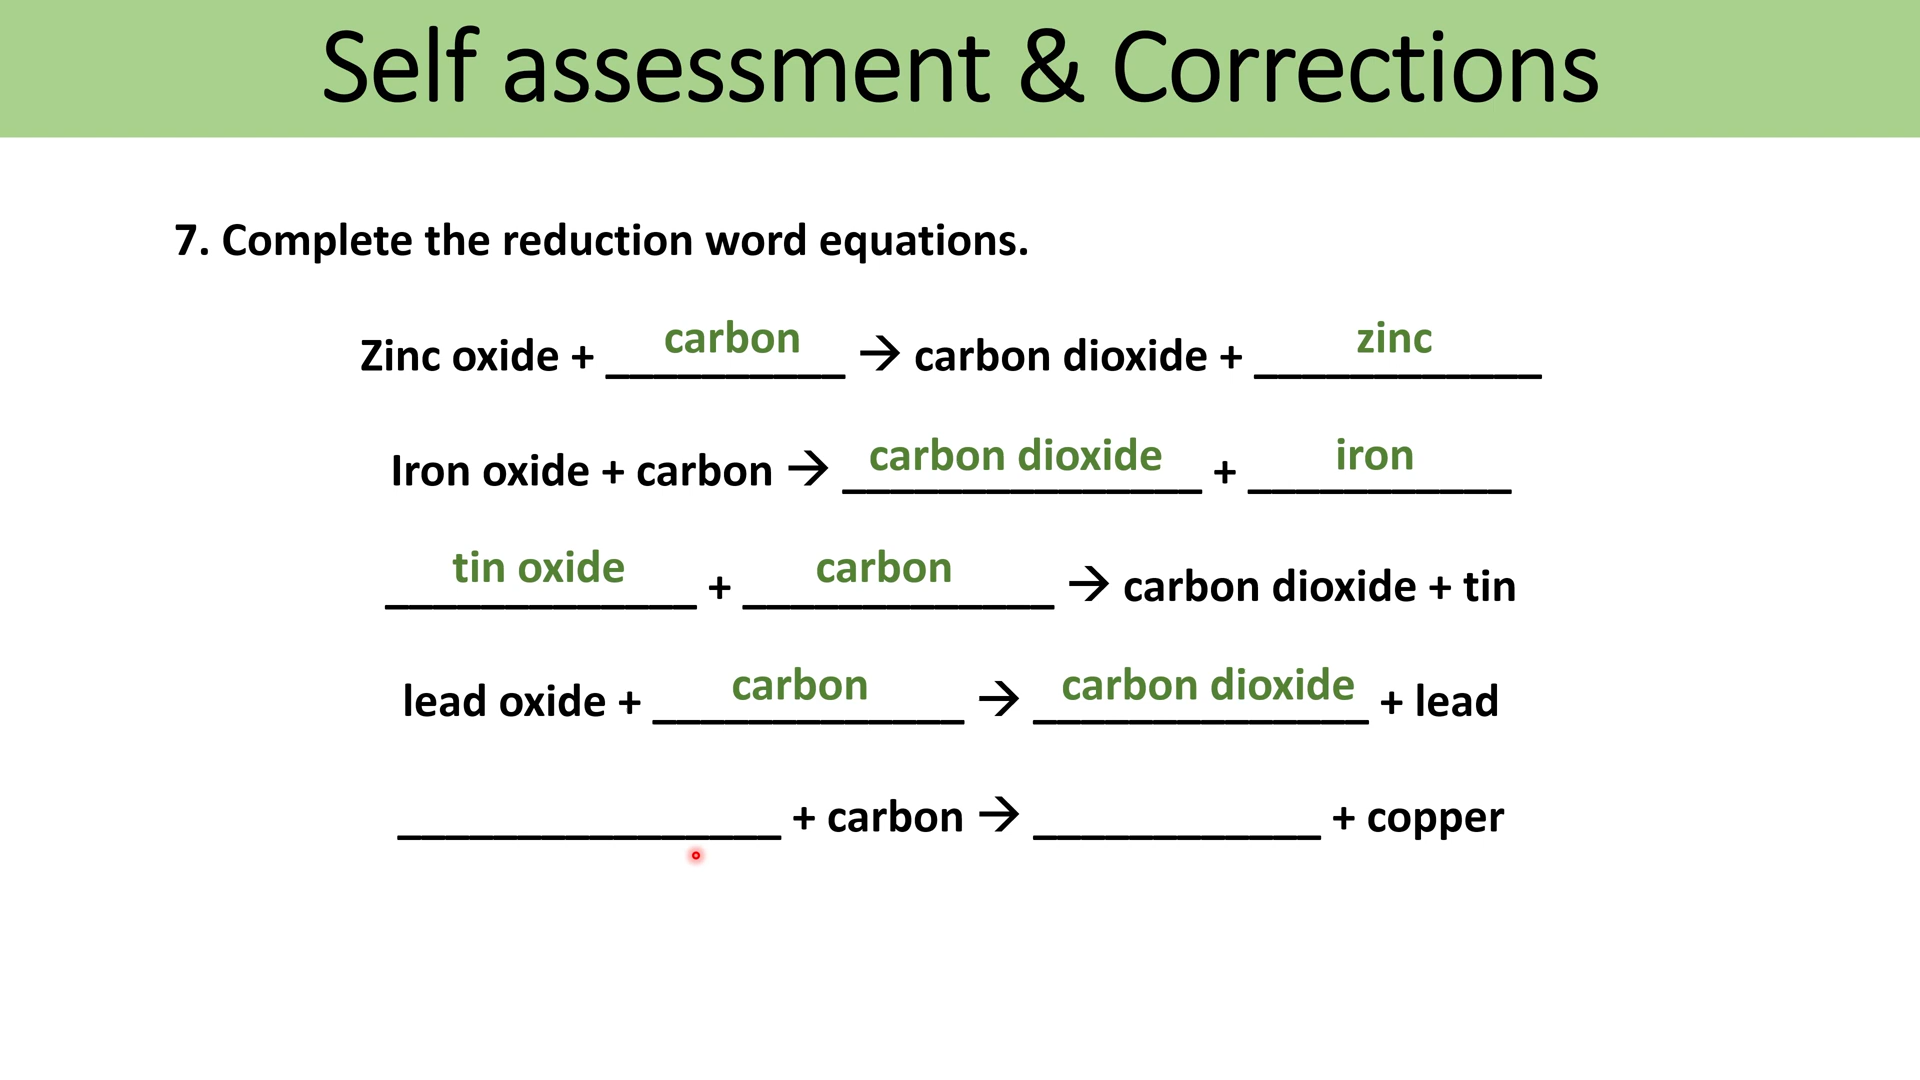 Self assessment & Corrections
7. Complete the reduction word equations.
Zinc oxide + __________ → carbon dioxide + ____________
carbon zinc
Iron oxide + carbon → _______________ + ___________
carbon dioxide iron
_____________ + _____________ → carbon dioxide + tin
tin oxide carbon
lead oxide + _____________ → ______________ + lead
carbon carbon dioxide
________________ + carbon → ____________ + copper